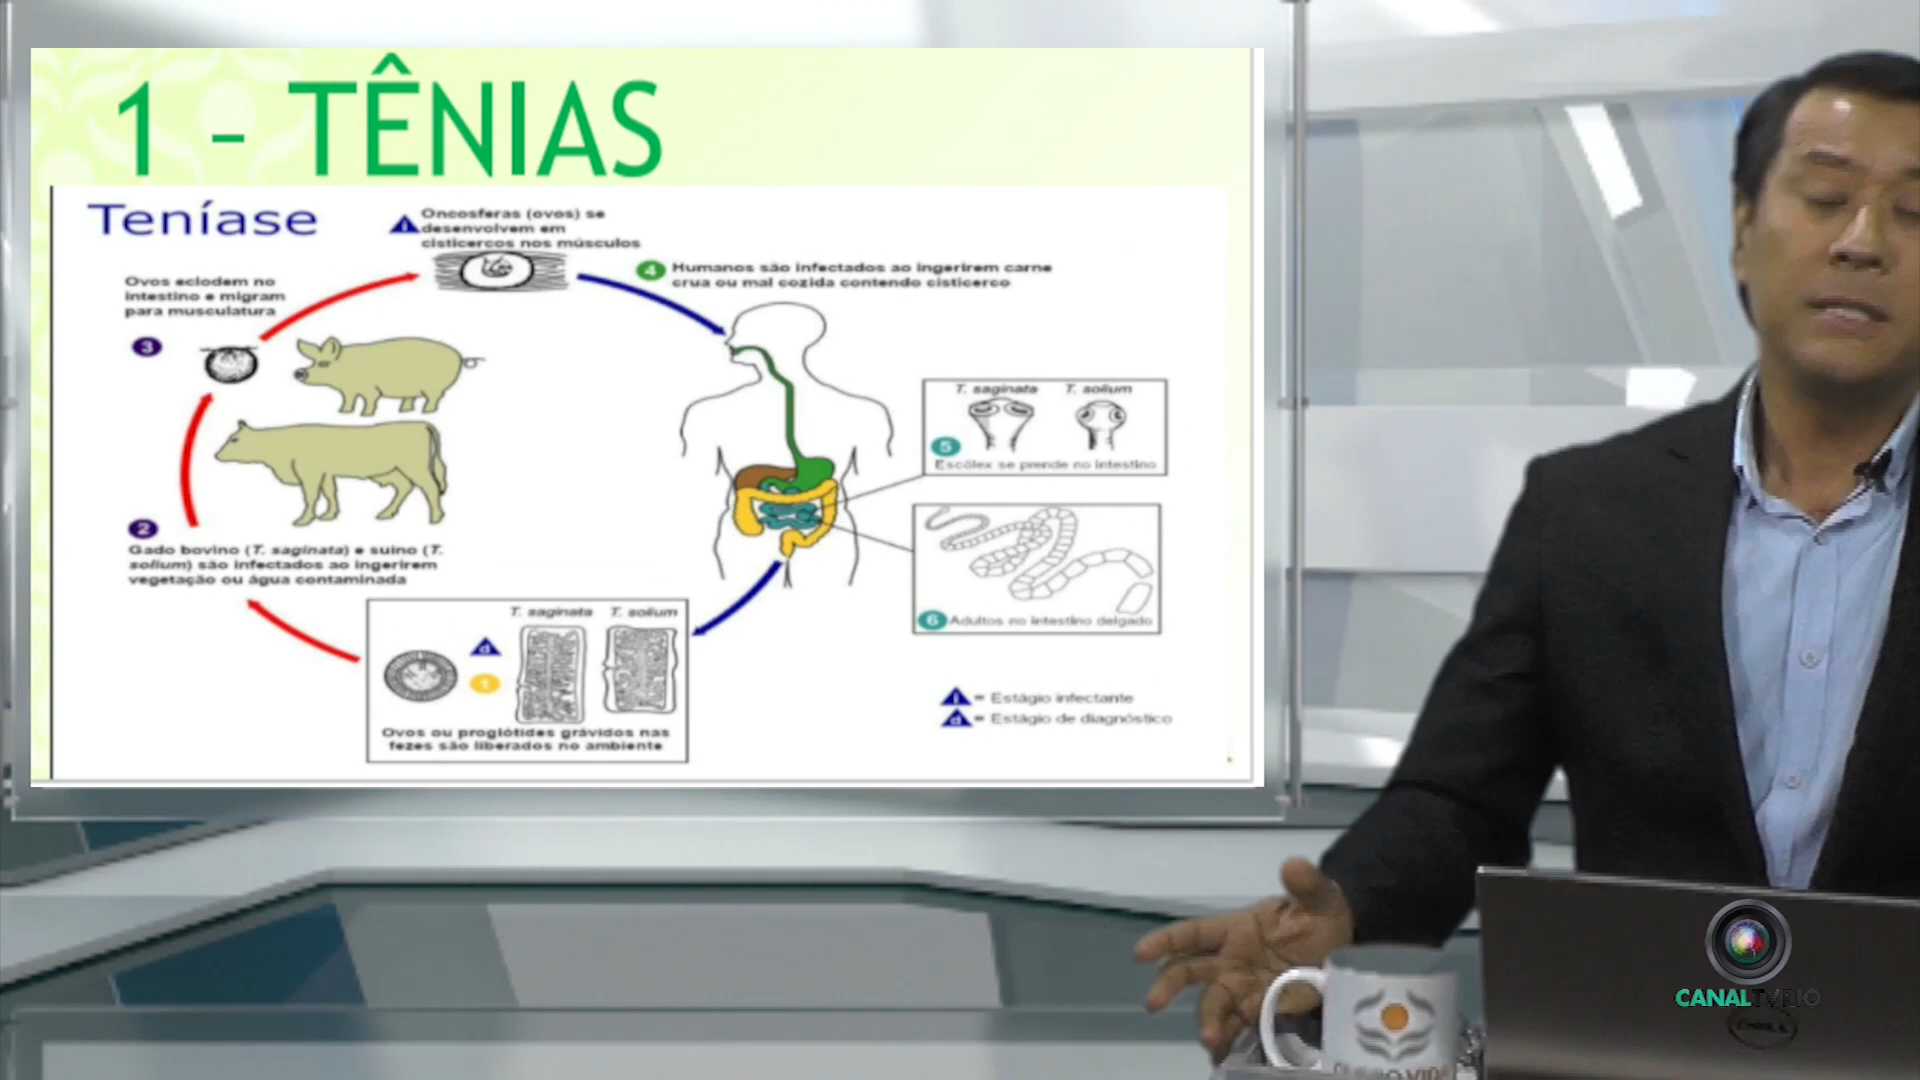 1 - TÊNIAS
Teníase
i
Oncosferas (ovos) se
desenvolvem em
cisticercos nos músculos
4
Humanos são infectados ao ingerirem carne
crua ou mal cozida contendo cisticerco
Ovos eclodem no
intestino e migram
para musculatura
3
T. saginata T. solium
5
Escólex se prende no intestino
2
Gado bovino (T. saginata) e suíno (T.
solium) são infectados ao ingerirem
vegetação ou água contaminada
6 Adultos no intestino delgado
T. saginata T. solium
d
1
Ovos ou proglótides grávidos nas
fezes são liberados no ambiente
i = Estágio infectante
d = Estágio de diagnóstico
CANALTVPIÓ